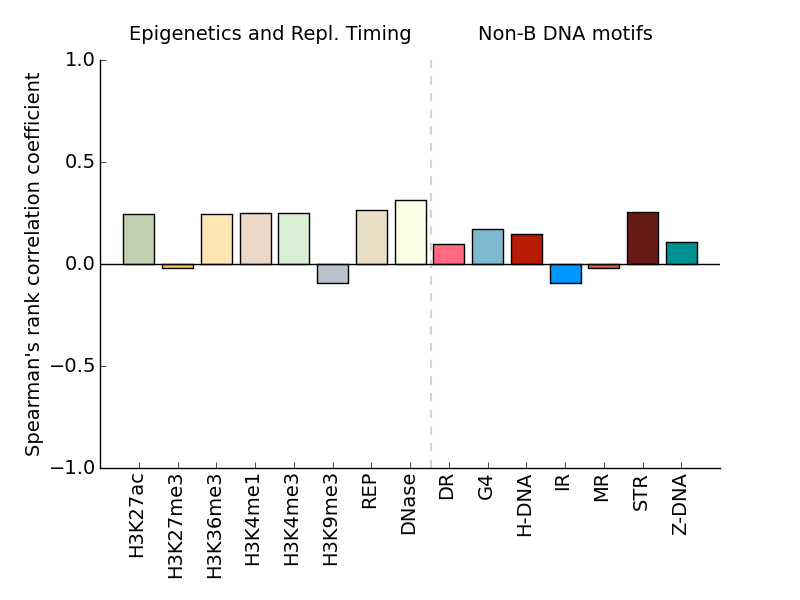 Epigenetics and Repl. Timing
Non-B DNA motifs
Spearman's rank correlation coefficient
1.0
0.5
0.0
−0.5
−1.0
H3K27ac
H3K27me3
H3K36me3
H3K4me1
H3K4me3
H3K9me3
REP
DNase
DR
G4
H-DNA
IR
MR
STR
Z-DNA